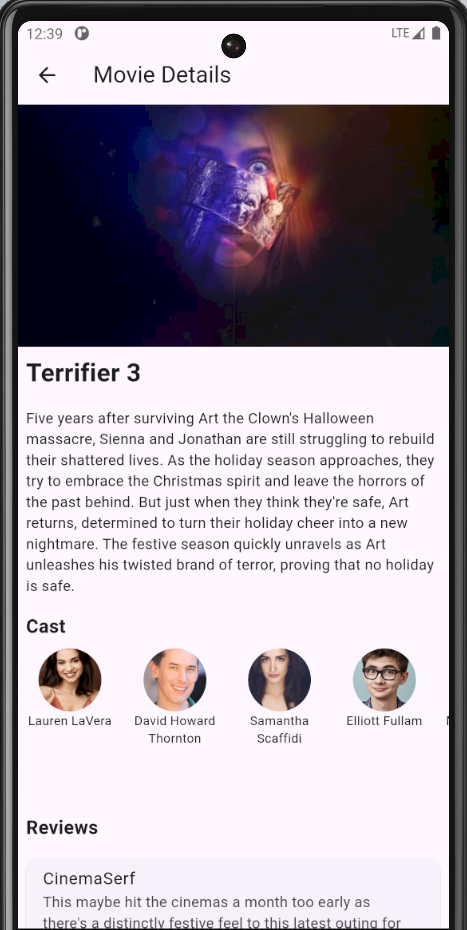 12:39
LTE
Movie Details
Terrifier 3
Five years after surviving Art the Clown's Halloween
massacre, Sienna and Jonathan are still struggling to rebuild
their shattered lives. As the holiday season approaches, they
try to embrace the Christmas spirit and leave the horrors of
the past behind. But just when they think they're safe, Art
returns, determined to turn their holiday cheer into a new
nightmare. The festive season quickly unravels as Art
unleashes his twisted brand of terror, proving that no holiday
is safe.
Cast
Lauren LaVera
David Howard
Thornton
Samantha
Scaffidi
Elliott Fullam
Reviews
CinemaSerf
This maybe hit the cinemas a month too early as
there's a distinctly festive feel to this latest outing for